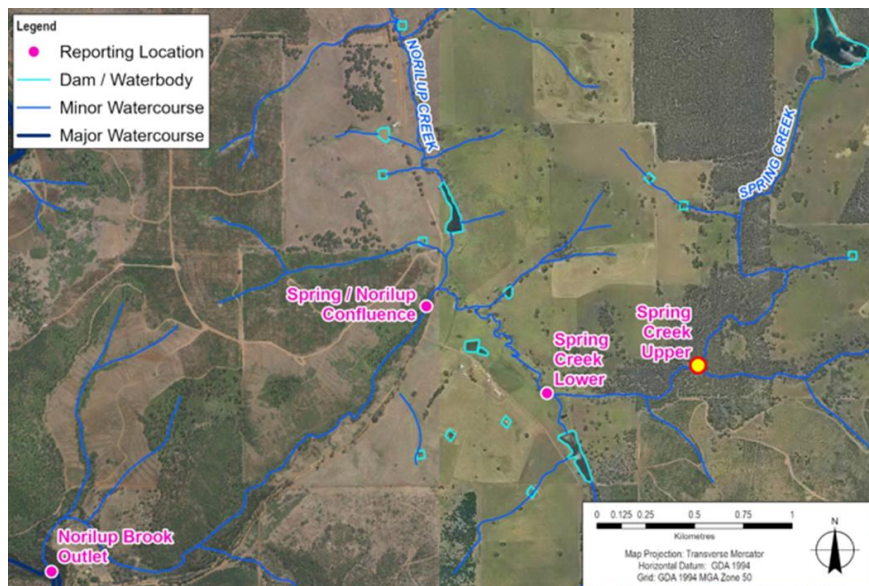 Legend
Reporting Location
Dam / Waterbody
Minor Watercourse
Major Watercourse
NORILUP CREEK
SPRING CREEK
Spring / Norilup
Confluence
Spring
Creek
Lower
Spring
Creek
Upper
Norilup Brook
Outlet
0 0.125 0.25 0.5 0.75 1
Kilometres
N
Map Projection: Transverse Mercator
Horizontal Datum: GDA 1994
Grid: GDA 1994 MGA Zone 50